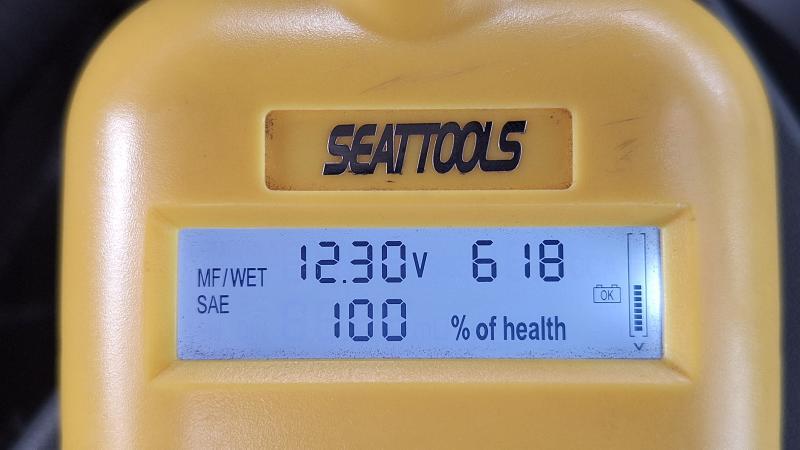 SEATTOOLS
MF/WET 12.30V 618
SAE 100 % of health
OK
V